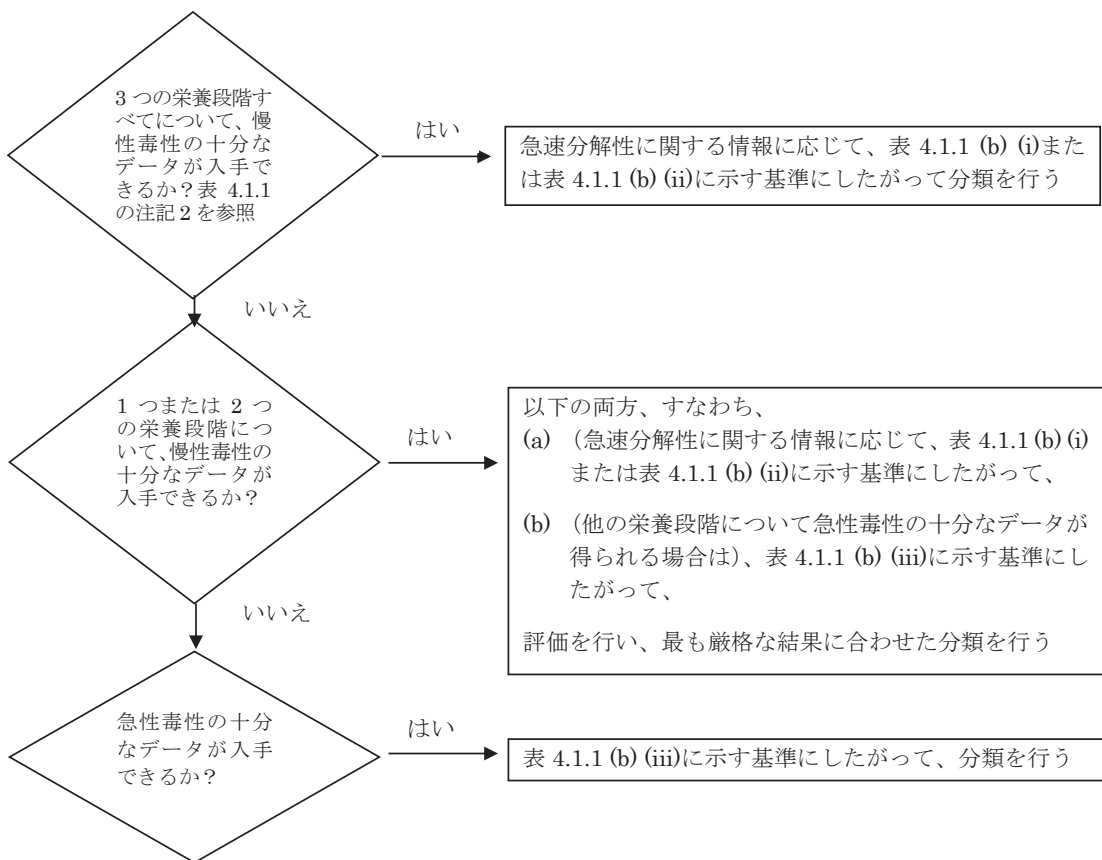 3 つの栄養段階す
べてについて、慢
性毒性の十分な
データが入手で
きるか？表 4.1.1
の注記 2 を参照
はい
急速分解性に関する情報に応じて、表 4.1.1 (b) (i)また
は表 4.1.1 (b) (ii)に示す基準にしたがって分類を行う
いいえ
1 つまたは 2 つ
の栄養段階につ
いて、慢性毒性の
十分なデータが
入手できるか？
はい
以下の両方、すなわち、
(a) （急速分解性に関する情報に応じて、表 4.1.1 (b) (i)
または表 4.1.1 (b) (ii)に示す基準にしたがって、
(b) （他の栄養段階について急性毒性の十分なデータが
得られる場合は）、表 4.1.1 (b) (iii)に示す基準にし
たがって、
評価を行い、最も厳格な結果に合わせた分類を行う
いいえ
急性毒性の十分
なデータが入手
できるか？
はい
表 4.1.1 (b) (iii)に示す基準にしたがって、分類を行う